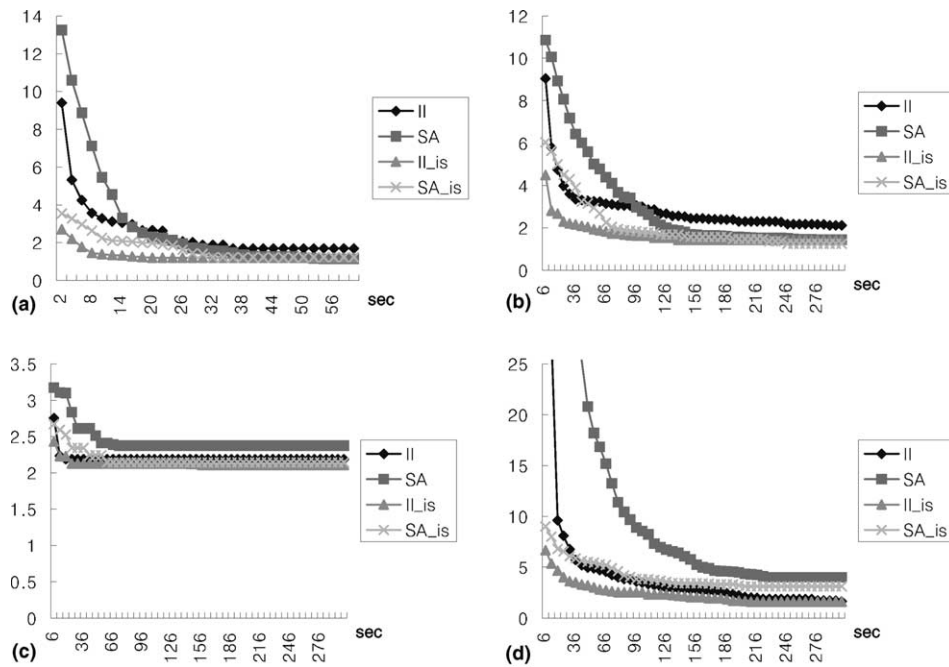 14
12
10
8
6
4
2
0
2
8
14
20
26
32
38
44
50
56
sec
(a)
II
SA
II_is
SA_is
12
10
8
6
4
2
0
6
36
66
96
126
156
186
216
246
276
sec
(b)
II
SA
II_is
SA_is
3.5
3
2.5
2
1.5
1
0.5
0
6
36
66
96
126
156
186
216
246
276
sec
(c)
II
SA
II_is
SA_is
25
20
15
10
5
0
6
36
66
96
126
156
186
216
246
276
sec
(d)
II
SA
II_is
SA_is